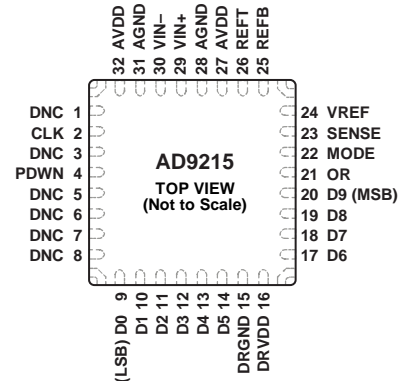 32 AVDD
31 AGND
30 VIN–
29 VIN+
28 AGND
27 AVDD
26 REFT
25 REFB
DNC 1
CLK 2
DNC 3
PDWN 4
DNC 5
DNC 6
DNC 7
DNC 8
AD9215
TOP VIEW
(Not to Scale)
24 VREF
23 SENSE
22 MODE
21 OR
20 D9 (MSB)
19 D8
18 D7
17 D6
(LSB) D0 9
D1 10
D2 11
D3 12
D4 13
D5 14
DRGND 15
DRVDD 16